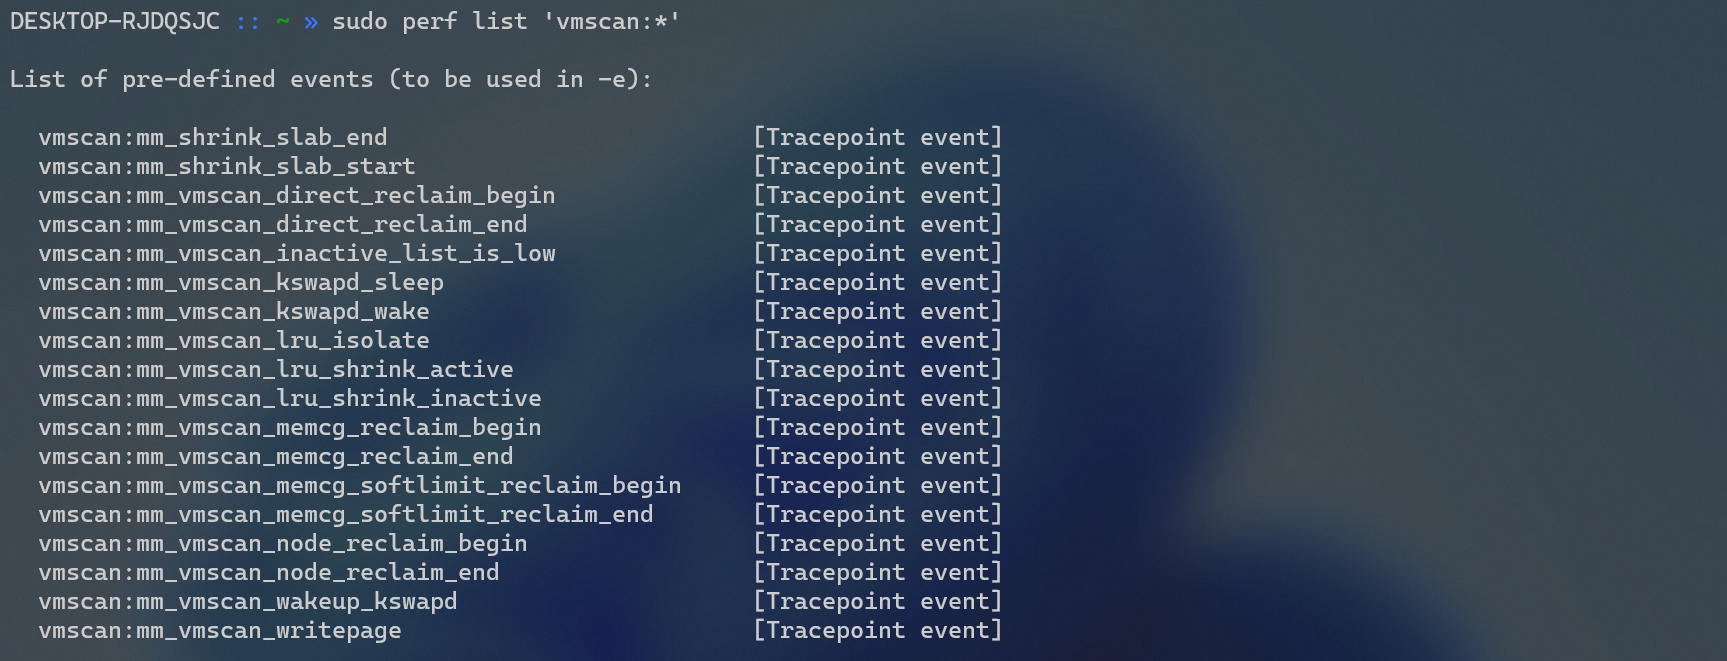 DESKTOP-RJDQSJC :: ~ » sudo perf list 'vmscan:*'
List of pre-defined events (to be used in -e):
vmscan:mm_shrink_slab_end [Tracepoint event]
vmscan:mm_shrink_slab_start [Tracepoint event]
vmscan:mm_vmscan_direct_reclaim_begin [Tracepoint event]
vmscan:mm_vmscan_direct_reclaim_end [Tracepoint event]
vmscan:mm_vmscan_inactive_list_is_low [Tracepoint event]
vmscan:mm_vmscan_kswapd_sleep [Tracepoint event]
vmscan:mm_vmscan_kswapd_wake [Tracepoint event]
vmscan:mm_vmscan_lru_isolate [Tracepoint event]
vmscan:mm_vmscan_lru_shrink_active [Tracepoint event]
vmscan:mm_vmscan_lru_shrink_inactive [Tracepoint event]
vmscan:mm_vmscan_memcg_reclaim_begin [Tracepoint event]
vmscan:mm_vmscan_memcg_reclaim_end [Tracepoint event]
vmscan:mm_vmscan_memcg_softlimit_reclaim_begin [Tracepoint event]
vmscan:mm_vmscan_memcg_softlimit_reclaim_end [Tracepoint event]
vmscan:mm_vmscan_node_reclaim_begin [Tracepoint event]
vmscan:mm_vmscan_node_reclaim_end [Tracepoint event]
vmscan:mm_vmscan_wakeup_kswapd [Tracepoint event]
vmscan:mm_vmscan_writepage [Tracepoint event]